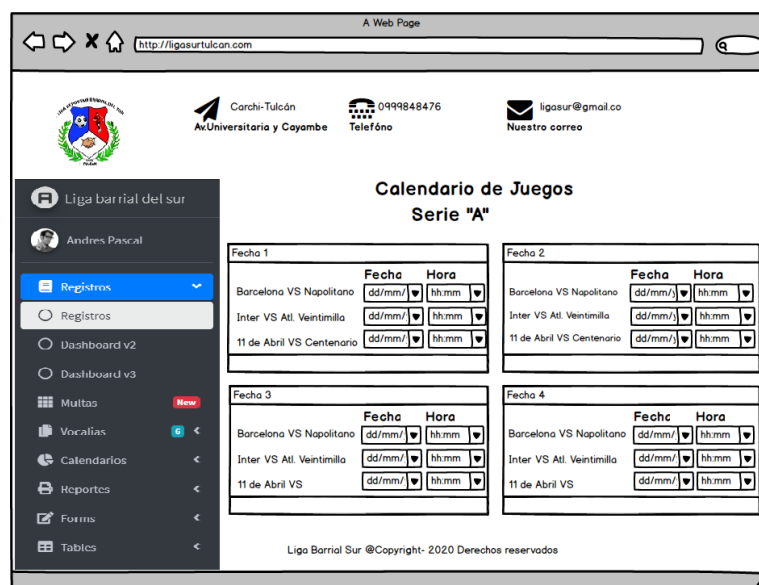 A Web Page
http://ligasurtulcan.com
Carchi-Tulcán
Av.Universitaria y Cayambe
0999848476
Telefóno
ligasur@gmail.co
Nuestro correo
Liga barrial del sur
Andres Pascal
Registros
Registros
Dashboard v2
Dashboard v3
Multas New
Vocalias 6
Calendarios
Reportes
Forms
Tables
Calendario de Juegos
Serie "A"
Fecha 1
Fecha Hora
Barcelona VS Napolitano dd/mm/ hh:mm
Inter VS Atl. Veintimilla dd/mm/ hh:mm
11 de Abril VS Centenario dd/mm/ hh:mm
Fecha 2
Fecha Hora
Barcelona VS Napolitano dd/mm/y hh:mm
Inter VS Atl. Veintimilla dd/mm/ hh:mm
11 de Abril VS Centenario dd/mm/y hh:mm
Fecha 3
Fecha Hora
Barcelona VS Napolitano dd/mm/ hh:mm
Inter VS Atl. Veintimilla dd/mm/ hh:mm
11 de Abril VS dd/mm/ hh:mm
Fecha 4
Fecha Hora
Barcelona VS Napolitano dd/mm/ hh:mm
Inter VS Atl. Veintimilla dd/mm/ hh:mm
11 de Abril VS dd/mm/ hh:mm
Liga Barrial Sur @Copyright- 2020 Derechos reservados